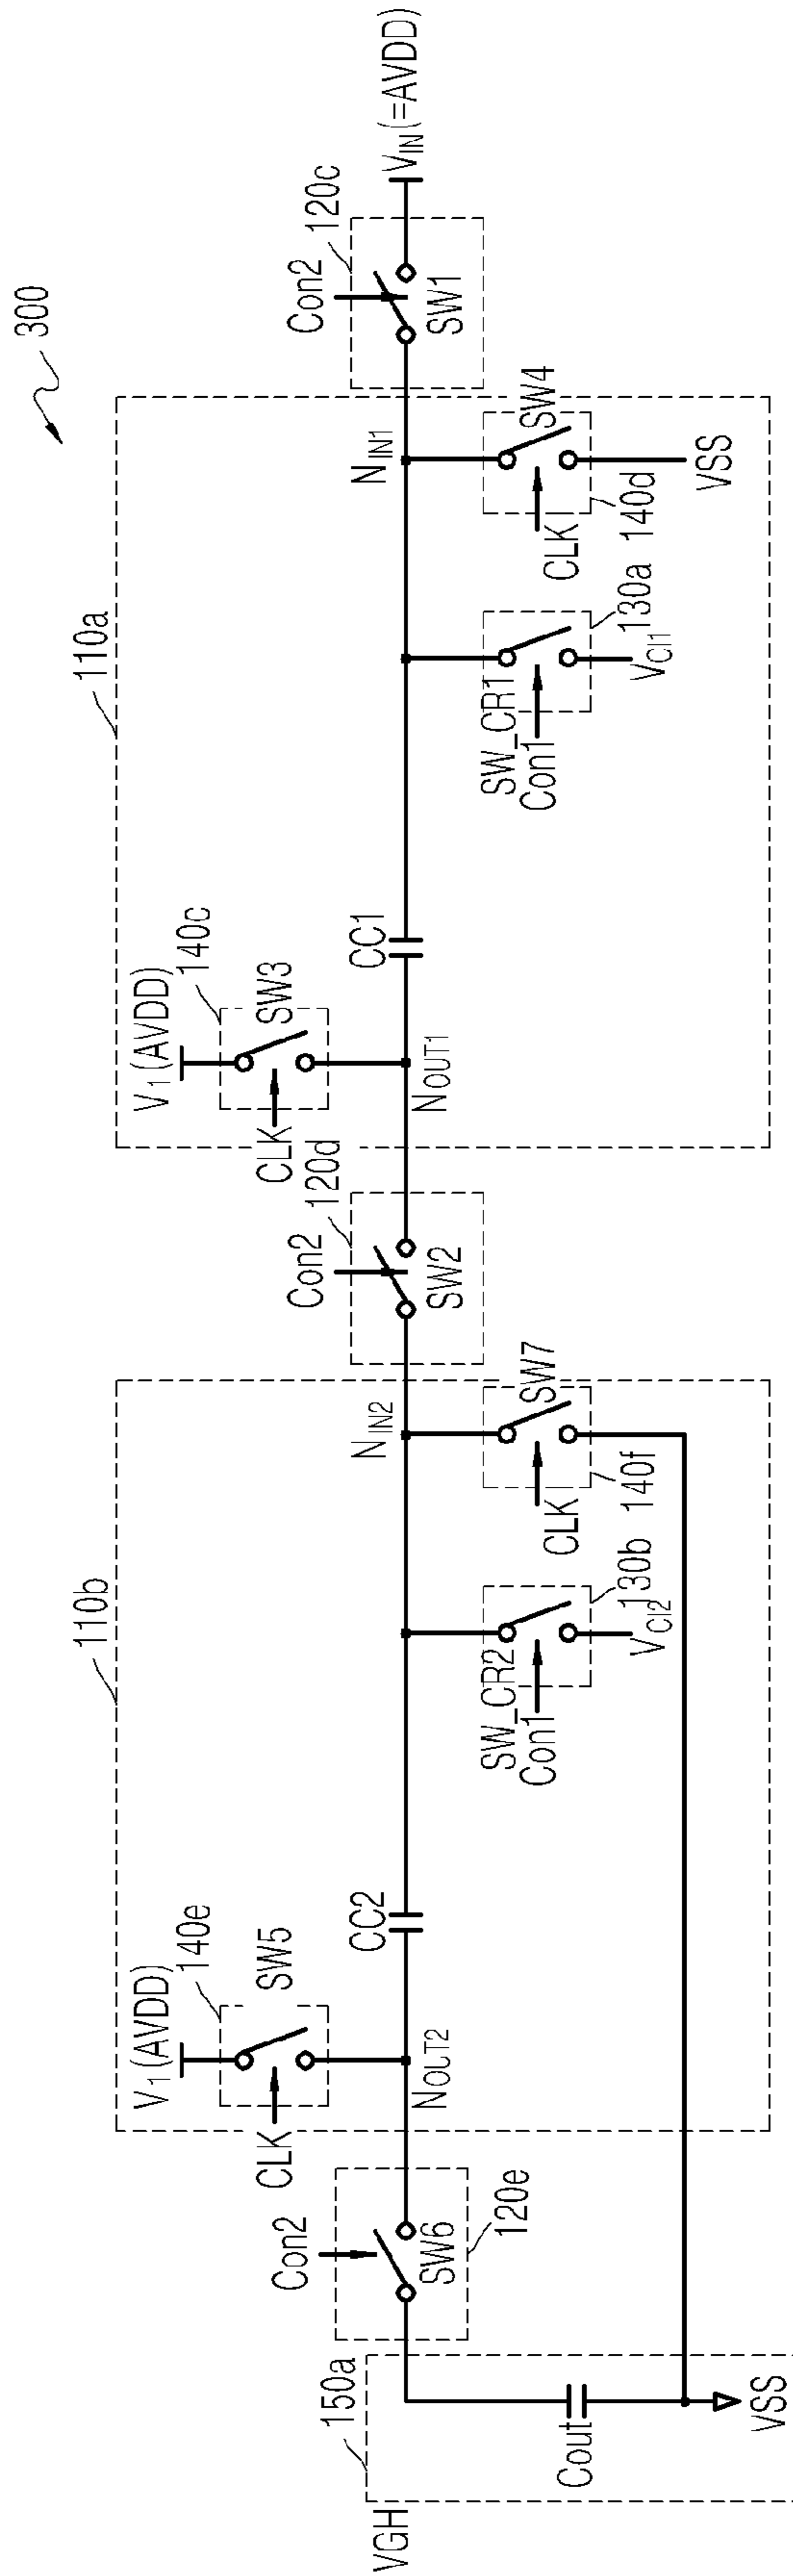 300
V_IN (=AVDD)
120c
Con2
SW1
110a
N_IN1
SW4
CLK
140d
VSS
SW_CR1
Con1
130a
V_CI1
CC1
V1 (AVDD)
140c
SW3
CLK
N_OUT1
120d
Con2
SW2
110b
N_IN2
SW7
CLK
140f
SW_CR2
Con1
130b
V_CI2
CC2
V1 (AVDD)
140e
SW5
CLK
N_OUT2
Con2
SW6
120e
150a
VGH
Cout
VSS